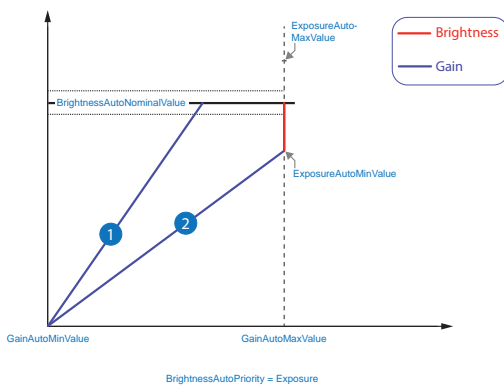 ExposureAuto-
MaxValue
Brightness
Gain
BrightnessAutoNominalValue
ExposureAutoMinValue
1
2
GainAutoMinValue
GainAutoMaxValue
BrightnessAutoPriority = Exposure